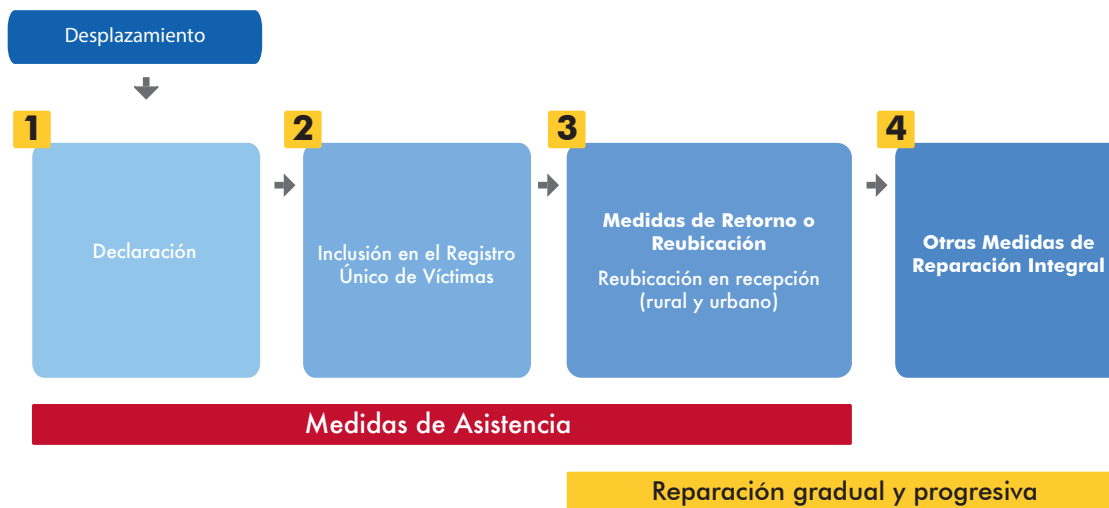 Desplazamiento
1
Declaración
2
Inclusión en el Registro
Único de Víctimas
3
Medidas de Retorno o
Reubicación
Reubicación en recepción
(rural y urbano)
4
Otras Medidas de
Reparación Integral
Medidas de Asistencia
Reparación gradual y progresiva